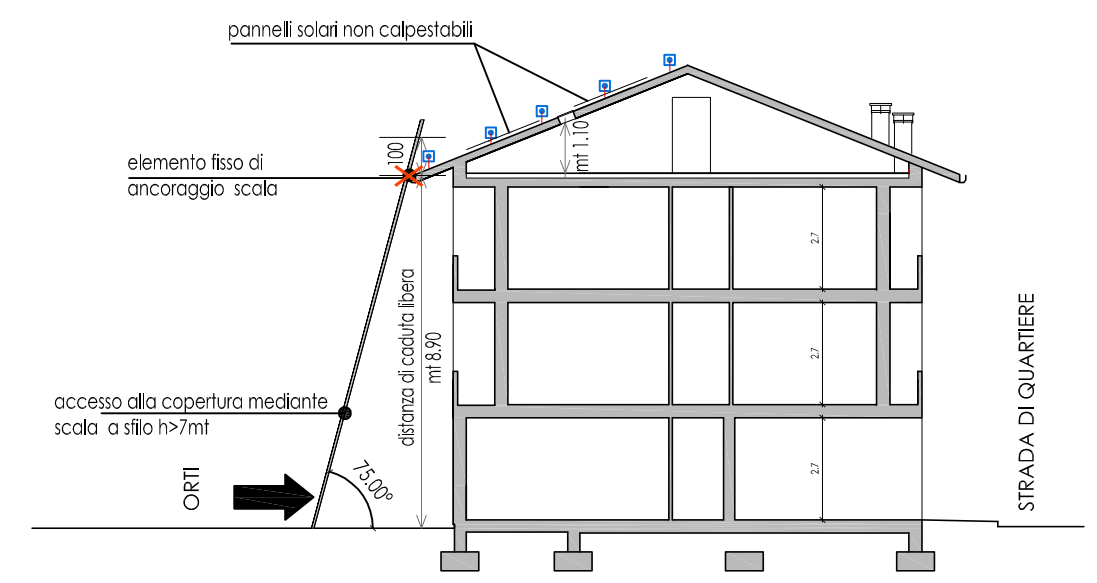 pannelli solari non calpestabili
elemento fisso di
ancoraggio scala
100
mt 1.10
2.7
distanza di caduta libera
mt 8.90
2.7
accesso alla copertura mediante
scala a sfilo h>7mt
2.7
75.00°
ORTI
STRADA DI QUARTIERE